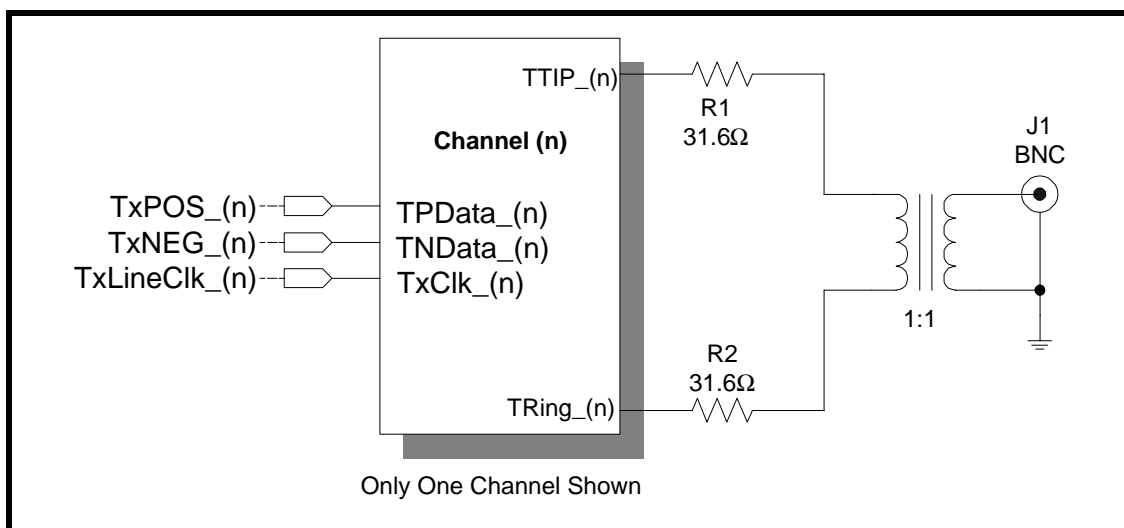 TTIP_(n)
R1
31.6Ω
Channel (n)
J1
BNC
TxPOS_(n)
TPData_(n)
TxNEG_(n)
TNData_(n)
TxLineClk_(n)
TxClk_(n)
1:1
R2
31.6Ω
TRing_(n)
Only One Channel Shown